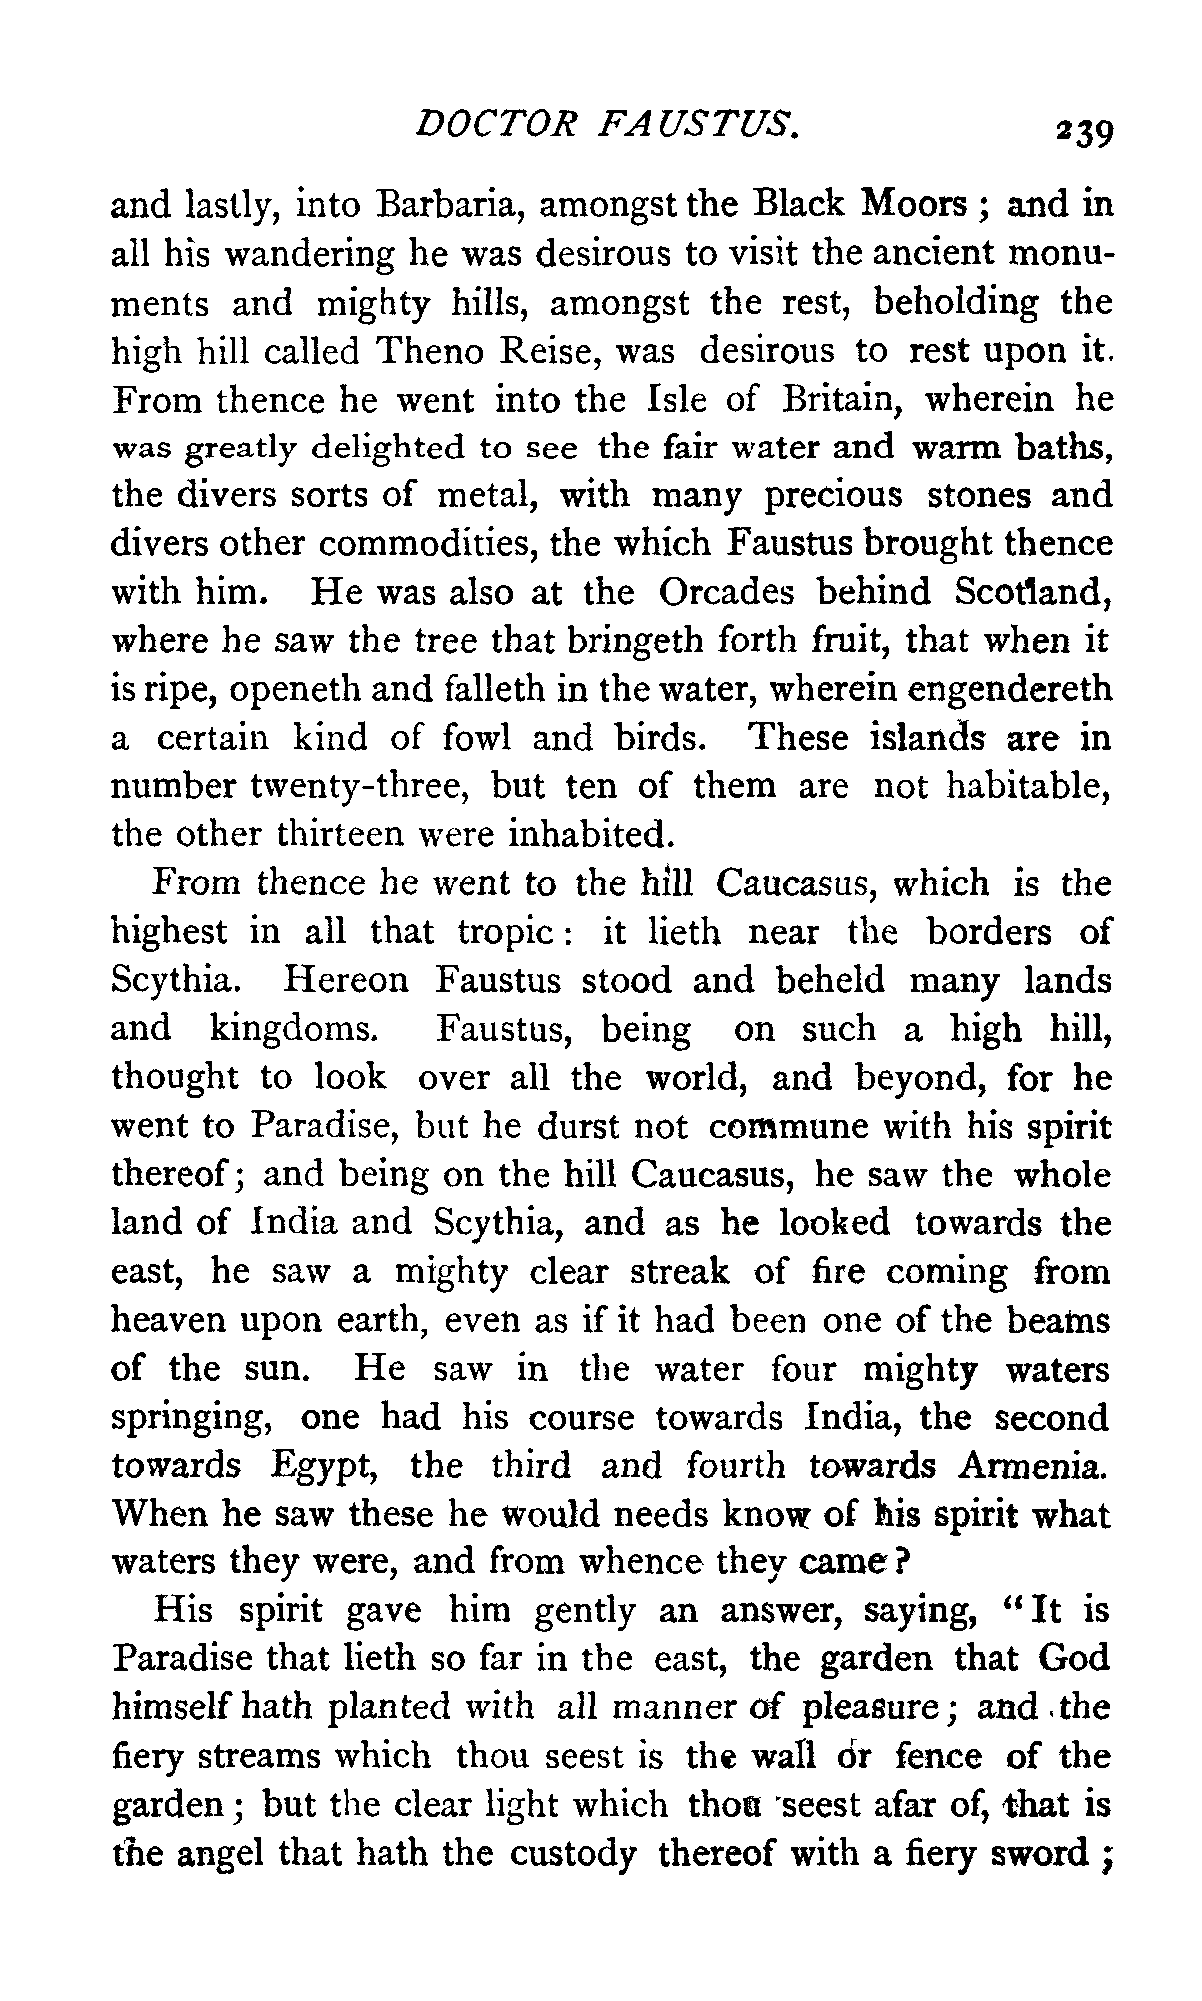 DOCTOR FAUSTUS. 239
and lastly, into Barbaria, amongst the Black Moors ; and in
all his wandering he was desirous to visit the ancient monu-
ments and mighty hills, amongst the rest, beholding the
high hill called Theno Reise, was desirous to rest upon it.
From thence he went into the Isle of Britain, wherein he
was greatly delighted to see the fair water and warm baths,
the divers sorts of metal, with many precious stones and
divers other commodities, the which Faustus brought thence
with him. He was also at the Orcades behind Scotland,
where he saw the tree that bringeth forth fruit, that when it
is ripe, openeth and falleth in the water, wherein engendereth
a certain kind of fowl and birds. These islands are in
number twenty-three, but ten of them are not habitable,
the other thirteen were inhabited.
From thence he went to the hill Caucasus, which is the
highest in all that tropic : it lieth near the borders of
Scythia. Hereon Faustus stood and beheld many lands
and kingdoms. Faustus, being on such a high hill,
thought to look over all the world, and beyond, for he
went to Paradise, but he durst not commune with his spirit
thereof ; and being on the hill Caucasus, he saw the whole
land of India and Scythia, and as he looked towards the
east, he saw a mighty clear streak of fire coming from
heaven upon earth, even as if it had been one of the beams
of the sun. He saw in the water four mighty waters
springing, one had his course towards India, the second
towards Egypt, the third and fourth towards Armenia.
When he saw these he would needs know of his spirit what
waters they were, and from whence they came ?
His spirit gave him gently an answer, saying, “ It is
Paradise that lieth so far in the east, the garden that God
himself hath planted with all manner of pleasure ; and the
fiery streams which thou seest is the wall or fence of the
garden ; but the clear light which thou seest afar of, that is
the angel that hath the custody thereof with a fiery sword ;